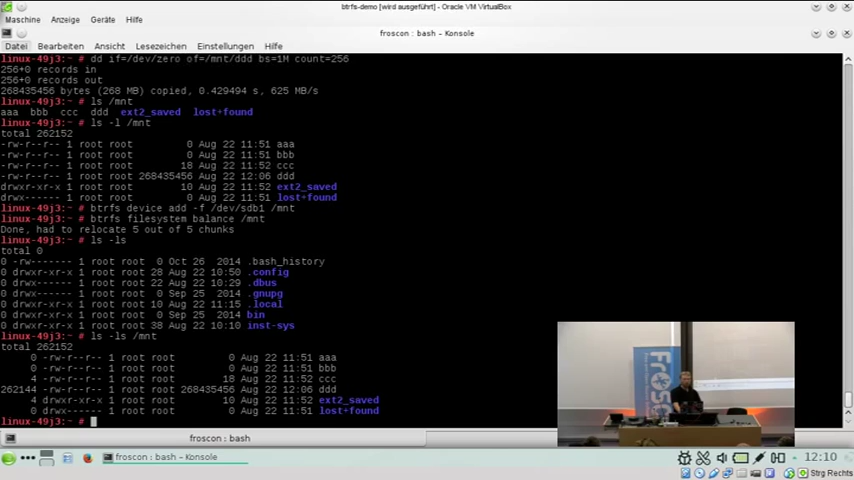 btrfs-demo [wird ausgeführt] - Oracle VM VirtualBox
Maschine Anzeige Geräte Hilfe
froscon : bash – Konsole
Datei Bearbeiten Ansicht Lesezeichen Einstellungen Hilfe
linux-49j3:~ # dd if=/dev/zero of=/mnt/ddd bs=1M count=256
256+0 records in
256+0 records out
268435456 bytes (268 MB) copied, 0.429494 s, 625 MB/s
linux-49j3:~ # ls /mnt
aaa bbb ccc ddd ext2_saved lost+found
linux-49j3:~ # ls -l /mnt
total 262152
-rw-r--r-- 1 root root 0 Aug 22 11:51 aaa
-rw-r--r-- 1 root root 0 Aug 22 11:51 bbb
-rw-r--r-- 1 root root 18 Aug 22 11:52 ccc
-rw-r--r-- 1 root root 268435456 Aug 22 12:06 ddd
drwxr-xr-x 1 root root 10 Aug 22 11:52 ext2_saved
drwx------ 1 root root 0 Aug 22 11:51 lost+found
linux-49j3:~ # btrfs device add -f /dev/sdb1 /mnt
linux-49j3:~ # btrfs filesystem balance /mnt
Done, had to relocate 5 out of 5 chunks
linux-49j3:~ # ls -ls
total 0
0 -rw------- 1 root root 0 Oct 26 2014 .bash_history
0 drwxr-xr-x 1 root root 28 Aug 22 10:50 .config
0 drwx------ 1 root root 22 Aug 22 10:29 .dbus
0 drwx------ 1 root root 0 Sep 25 2014 .gnupg
0 drwxr-xr-x 1 root root 10 Aug 22 11:15 .local
0 drwxr-xr-x 1 root root 0 Sep 25 2014 bin
0 drwxr-xr-x 1 root root 38 Aug 22 10:10 inst-sys
linux-49j3:~ # ls -ls /mnt
total 262152
0 -rw-r--r-- 1 root root 0 Aug 22 11:51 aaa
0 -rw-r--r-- 1 root root 0 Aug 22 11:51 bbb
4 -rw-r--r-- 1 root root 18 Aug 22 11:52 ccc
262144 -rw-r--r-- 1 root root 268435456 Aug 22 12:06 ddd
4 drwxr-xr-x 1 root root 10 Aug 22 11:52 ext2_saved
0 drwx------ 1 root root 0 Aug 22 11:51 lost+found
linux-49j3:~ #
FrOSC
froscon : bash
froscon : bash – Konsole
12:10
Strg Rechts